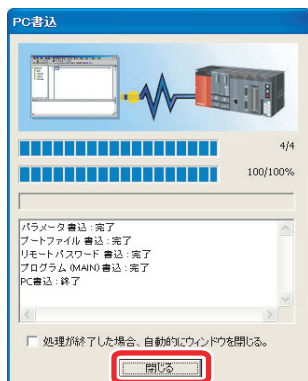 PC書込
4/4
100/100%
パラメータ 書込 : 完了
ブートファイル 書込 : 完了
リモートパスワード 書込 : 完了
プログラム (MAIN) 書込 : 完了
PC書込 : 終了
処理が終了した場合、自動的にウィンドウを閉じる。
閉じる